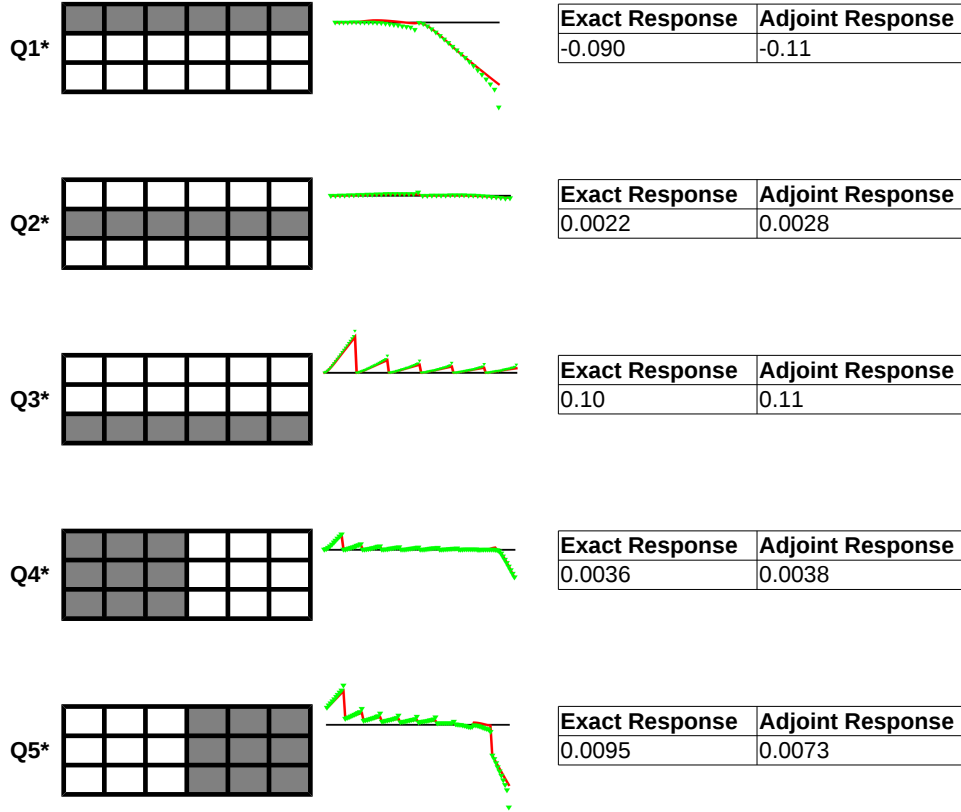 Exact Response Adjoint Response
Q1* -0.090 -0.11
Exact Response Adjoint Response
Q2* 0.0022 0.0028
Exact Response Adjoint Response
Q3* 0.10 0.11
Exact Response Adjoint Response
Q4* 0.0036 0.0038
Exact Response Adjoint Response
Q5* 0.0095 0.0073